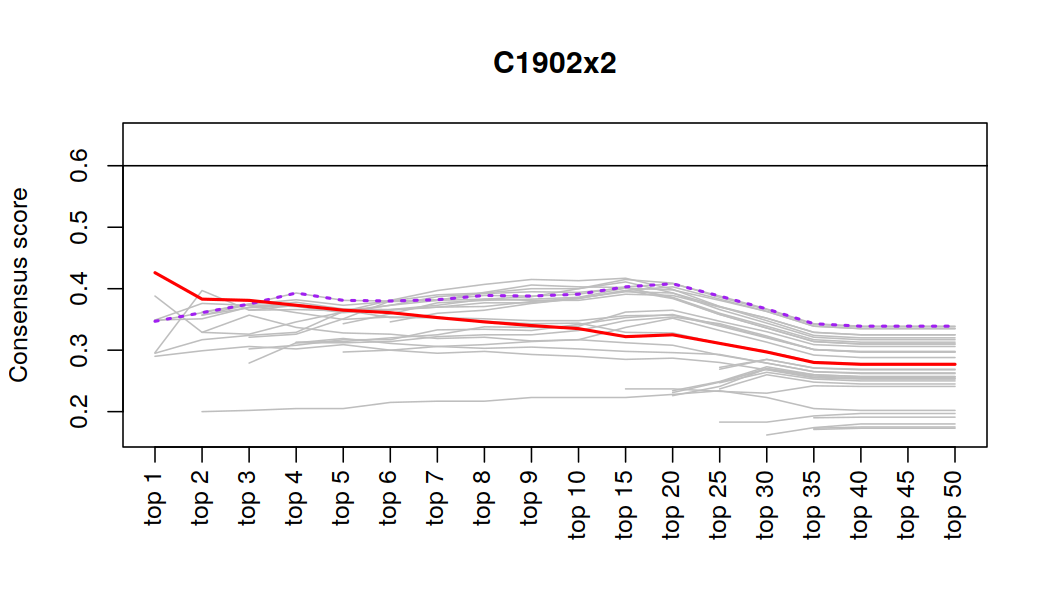 C1902x2
Consensus score
0.6
0.5
0.4
0.3
0.2
top 1
top 2
top 3
top 4
top 5
top 6
top 7
top 8
top 9
top 10
top 15
top 20
top 25
top 30
top 35
top 40
top 45
top 50